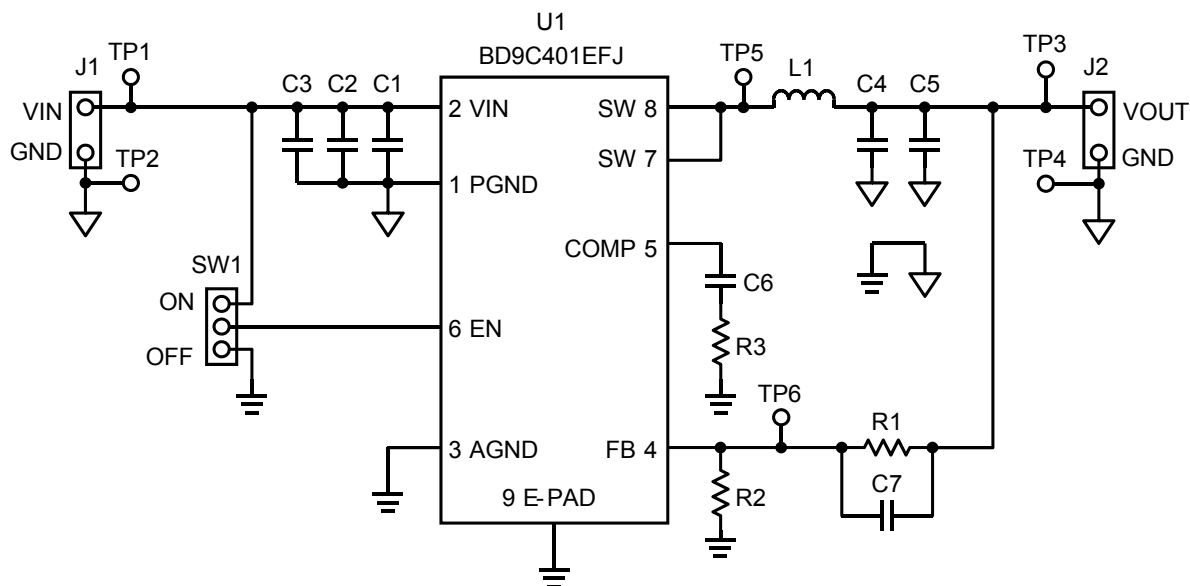 U1
BD9C401EFJ
J1
TP1
C3 C2 C1
TP5
L1
C4 C5
TP3
J2
VIN
2 VIN
SW 8
VOUT
GND
TP2
SW 7
TP4
GND
1 PGND
SW1
COMP 5
C6
ON
6 EN
R3
OFF
TP6
R1
3 AGND
FB 4
C7
9 E-PAD
R2